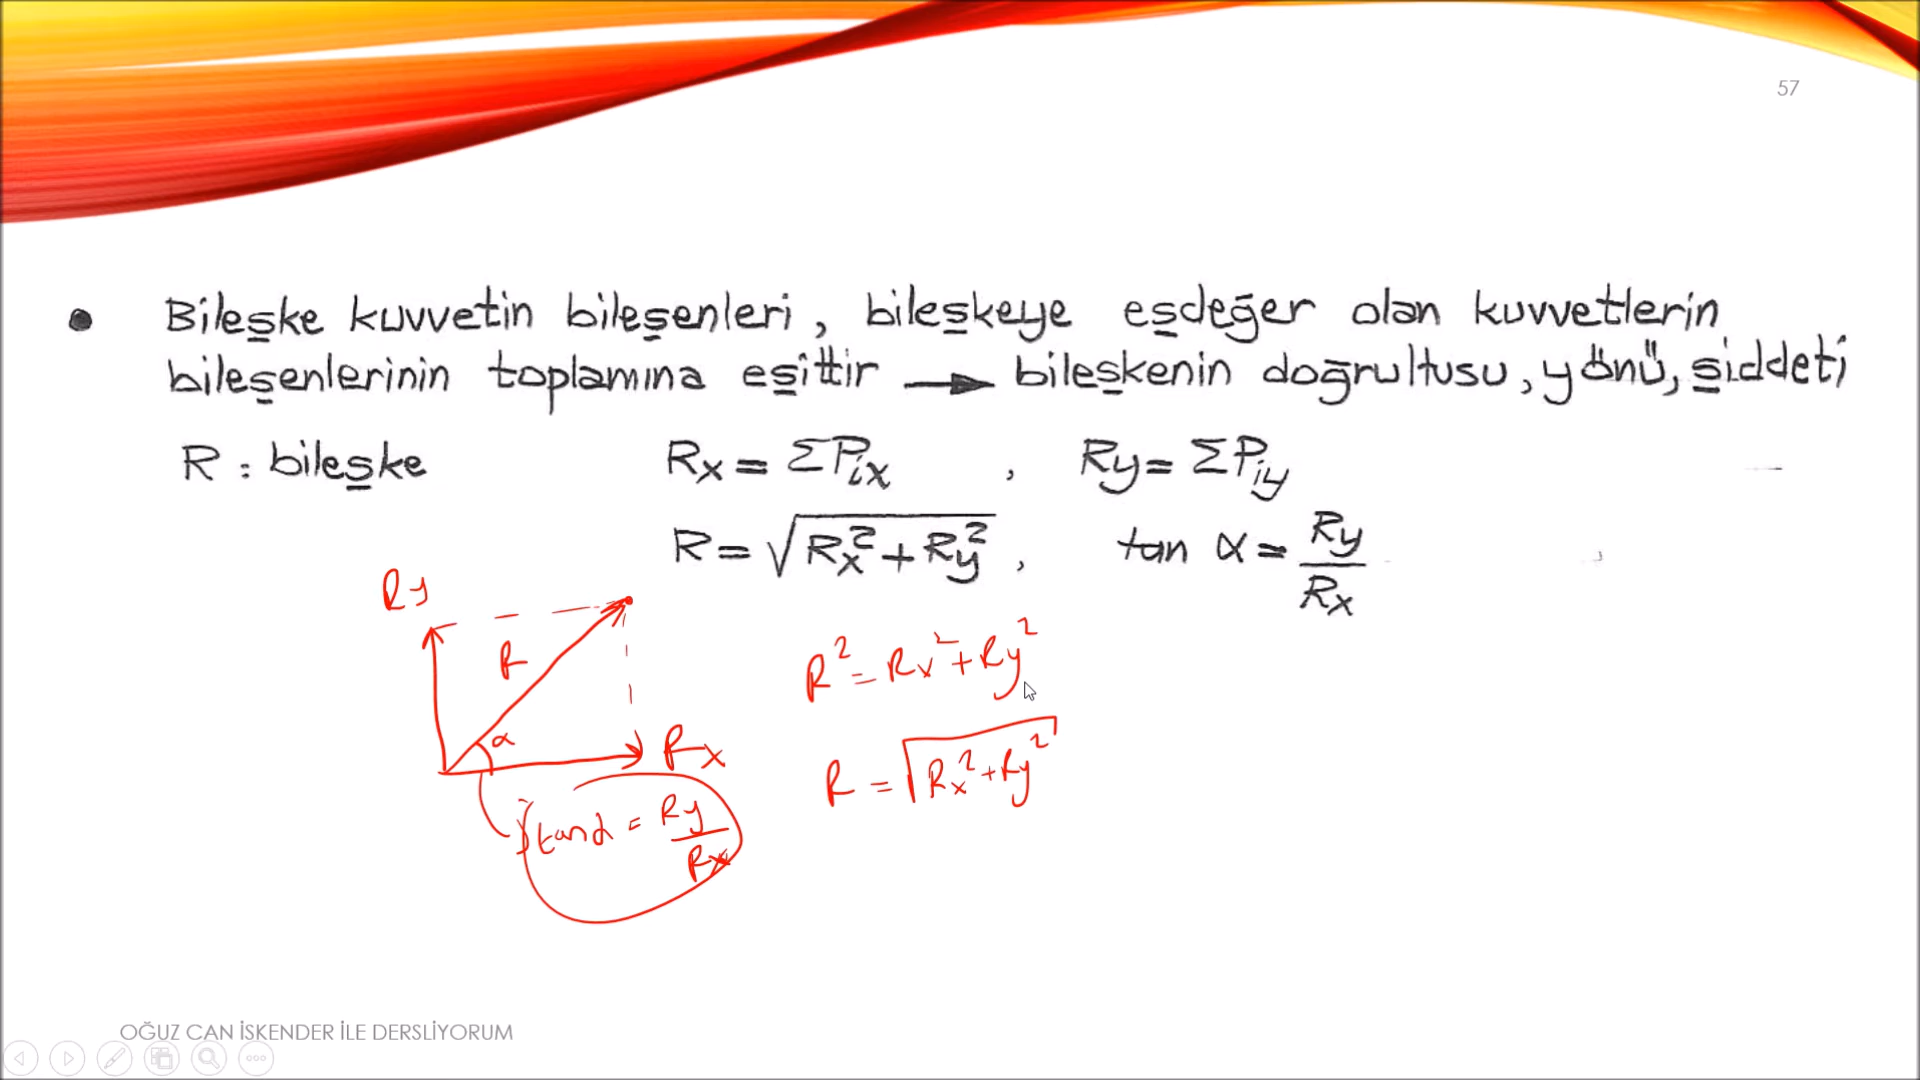 57
• Bileşke kuvvetin bileşenleri, bileşkeye eşdeğer olan kuvvetlerin
bileşenlerinin toplamına eşittir → bileşkenin doğrultusu, yönü, şiddeti
R : bileşke Rx = ΣPix , Ry = ΣPiy
R = √(Rx² + Ry²) , tan α = Ry/Rx
Ry
R
α
Rx
tanα = Ry/Rx
R² = Rx² + Ry²
R = √(Rx² + Ry²)
OĞUZ CAN İSKENDER İLE DERSLİYORUM